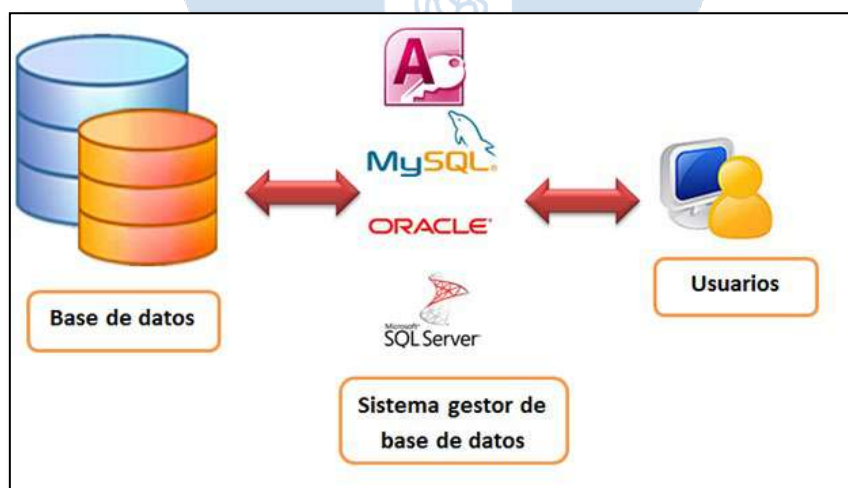 A
MySQL®
ORACLE®
Microsoft®
SQL Server®
Base de datos
Usuarios
Sistema gestor de
base de datos